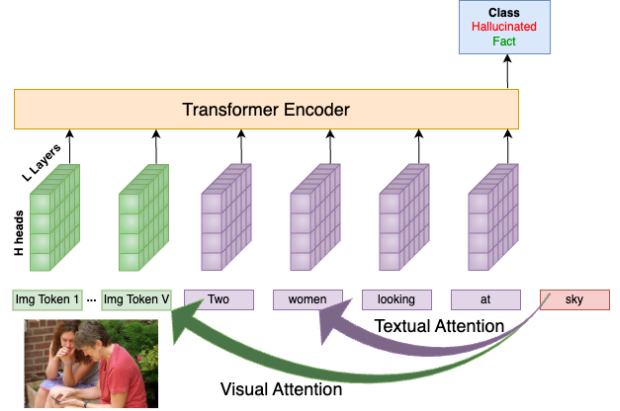 Class
Hallucinated
Fact
Transformer Encoder
L Layers
H heads
Img Token 1 ... Img Token V Two women looking at sky
Textual Attention
Visual Attention